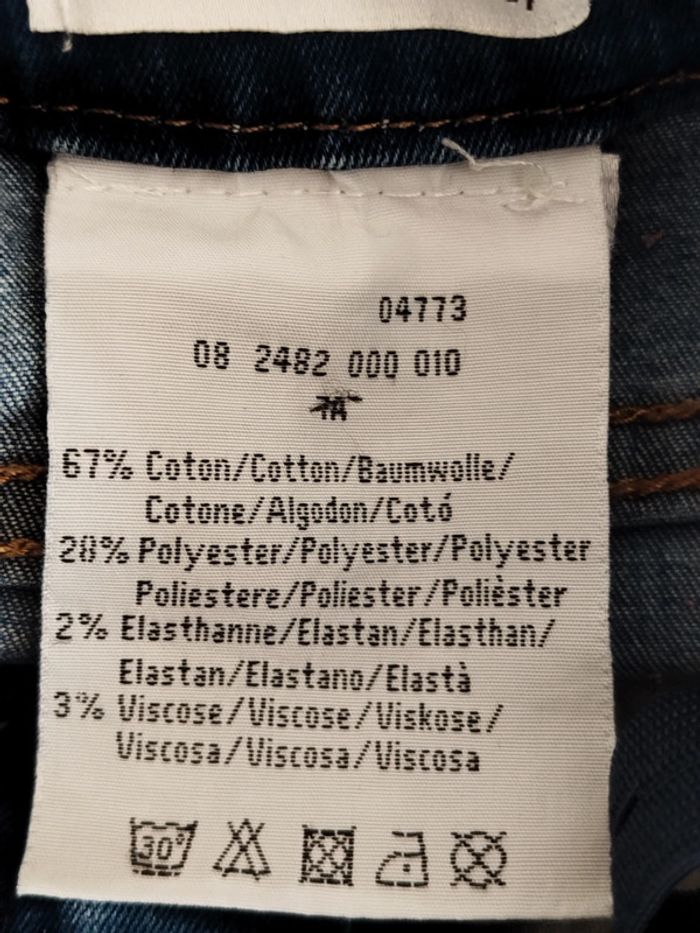 04773
08 2482 000 010
7A
67% Coton/Cotton/Baumwolle/
Cotone/Algodon/Cotó
28% Polyester/Polyester/Polyester
Poliestere/Poliester/Polièster
2% Elasthanne/Elastan/Elasthan/
Elastan/Elastano/Elastà
3% Viscose/Viscose/Viskose/
Viscosa/Viscosa/Viscosa
30°